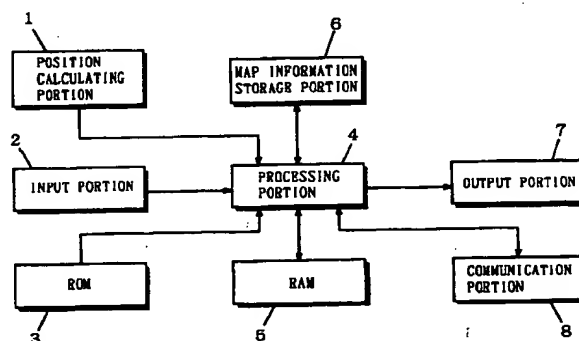 1
POSITION
CALCULATING
PORTION
6
MAP INFORMATION
STORAGE PORTION
2
INPUT PORTION
4
PROCESSING
PORTION
7
OUTPUT PORTION
ROM
3
RAM
5
COMMUNICATION
PORTION
8